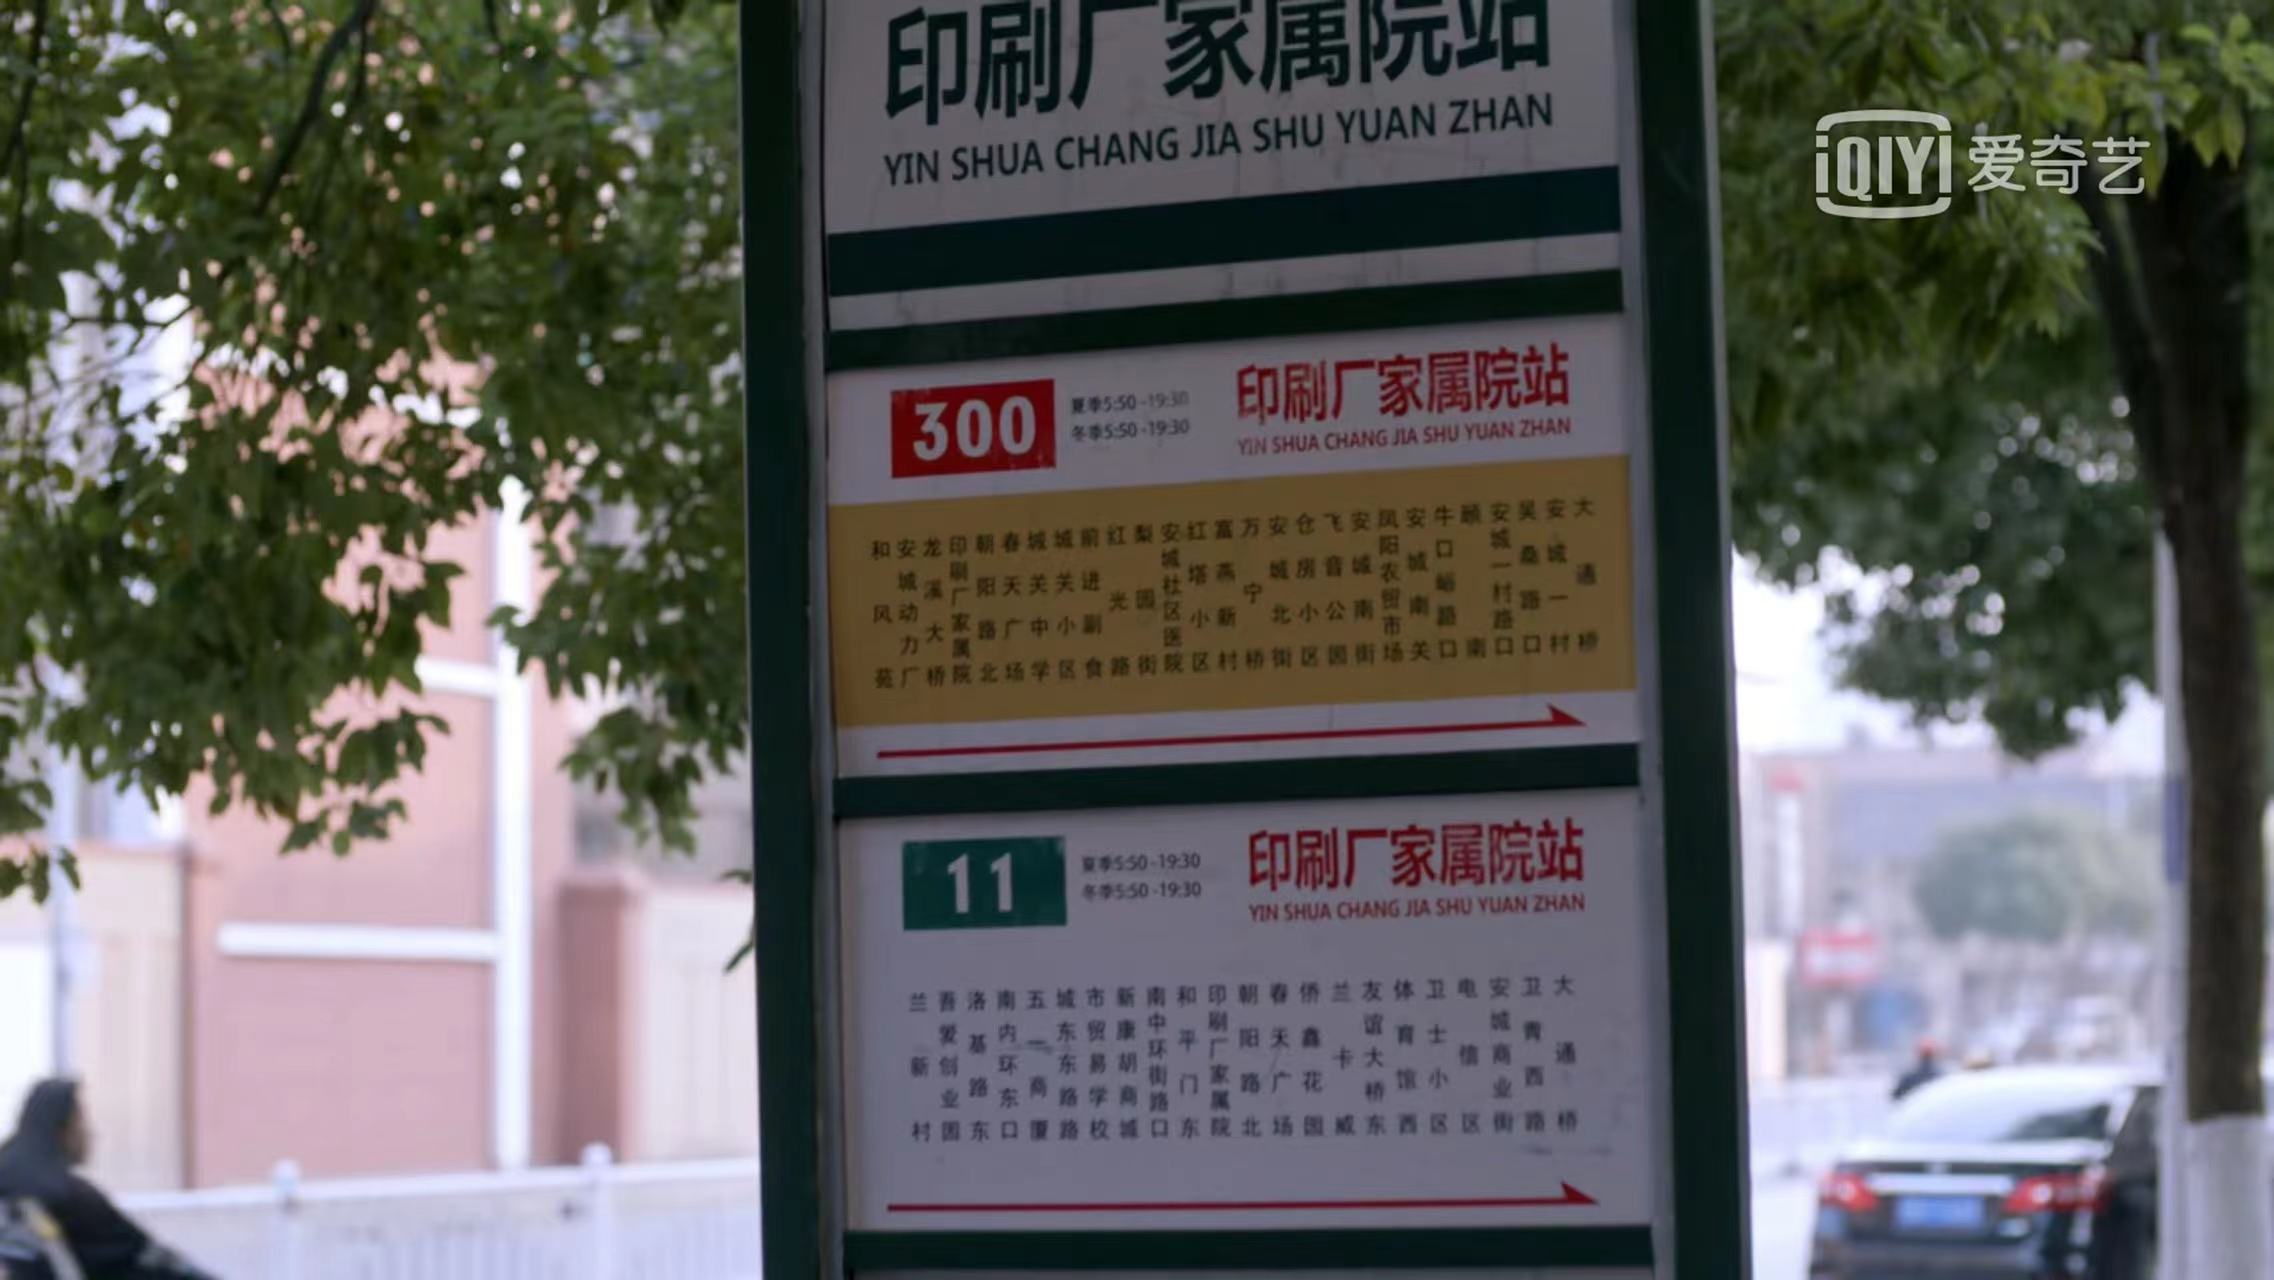 印刷厂家属院站
YIN SHUA CHANG JIA SHU YUAN ZHAN
iQIYI 爱奇艺
300
夏季5:50-19:30
冬季5:50-19:30
印刷厂家属院站
YIN SHUA CHANG JIA SHU YUAN ZHAN
和风苑
安城动力厂
龙溪大桥
印刷厂家属院
朝阳路北
春天广场
城关中学
城关小区
前进副食
红光路
梨园街
安城社区医院
红塔小区
富燕新村
万宁桥
安城北街
仓房小区
飞音公园
安城南街
凤阳农贸市场
安城南关
牛口峪路口
顾南
安城一村路口
吴桑路口
安城一村
大通桥
11
夏季5:50-19:30
冬季5:50-19:30
印刷厂家属院站
YIN SHUA CHANG JIA SHU YUAN ZHAN
兰新村
吾爱创业园
洛基路东
南内环东口
五一商厦
城东东路
市贸易学校
新康胡商城
南中环街路口
和平门东
印刷厂家属院
朝阳路北
春天广场
侨鑫花园
兰卡威
友谊大桥东
体育馆西
卫士小区
电信区
安城商业街
卫青西路
大通桥